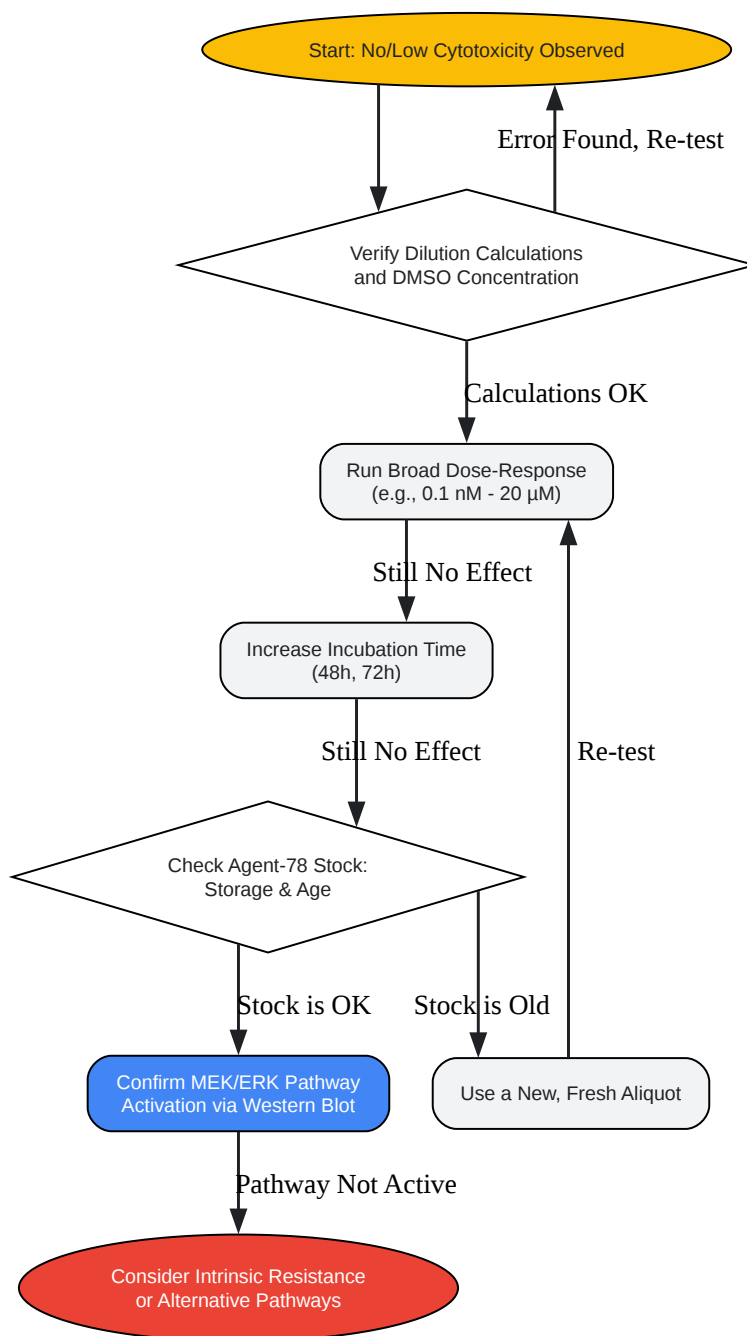 Start: No/Low Cytotoxicity Observed
Error Found, Re-test
Verify Dilution Calculations
and DMSO Concentration
Calculations OK
Run Broad Dose-Response
(e.g., 0.1 nM - 20 µM)
Still No Effect
Increase Incubation Time
(48h, 72h)
Still No Effect
Re-test
Check Agent-78 Stock:
Storage & Age
Stock is OK
Stock is Old
Confirm MEK/ERK Pathway
Activation via Western Blot
Use a New, Fresh Aliquot
Pathway Not Active
Consider Intrinsic Resistance
or Alternative Pathways